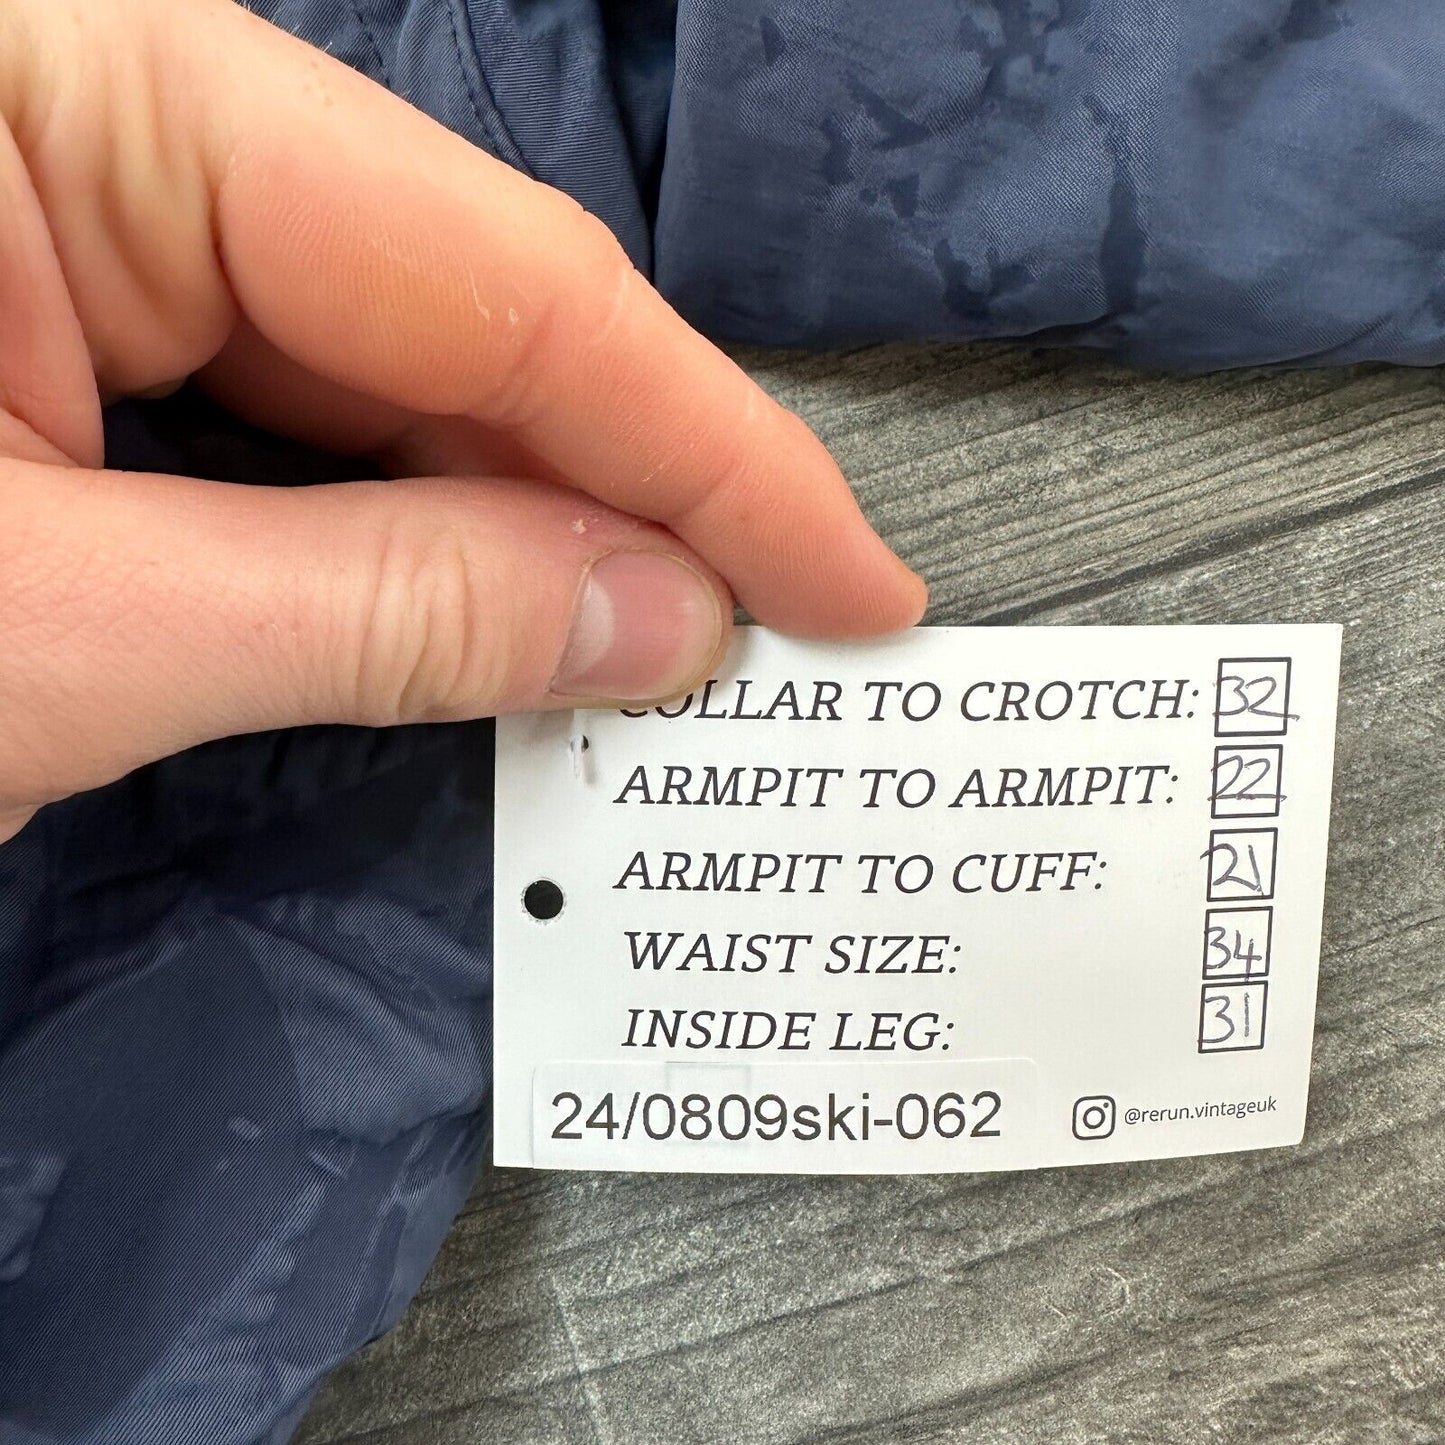 COLLAR TO CROTCH: 32
ARMPIT TO ARMPIT: 22
ARMPIT TO CUFF: 21
WAIST SIZE: 34
INSIDE LEG: 31
24/0809ski-062
@rerun.vintageuk